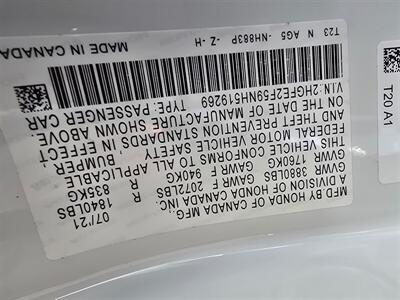 MFD. BY HONDA OF CANADA MFG., 07/21
A DIVISION OF HONDA CANADA INC.
GVWR 3880LBS GAWR F 2072LBS R 1840LBS
GVWR 1760KG GAWR F 940KG R 835KG
THIS VEHICLE CONFORMS TO ALL APPLICABLE
FEDERAL MOTOR VEHICLE SAFETY, BUMPER,
AND THEFT PREVENTION STANDARDS IN EFFECT
ON THE DATE OF MANUFACTURE SHOWN ABOVE.
VIN:2HGFE2F59NH519269 TYPE: PASSENGER CAR
T23 N AG5 -NH883P -Z -H MADE IN CANADA
T20 A1